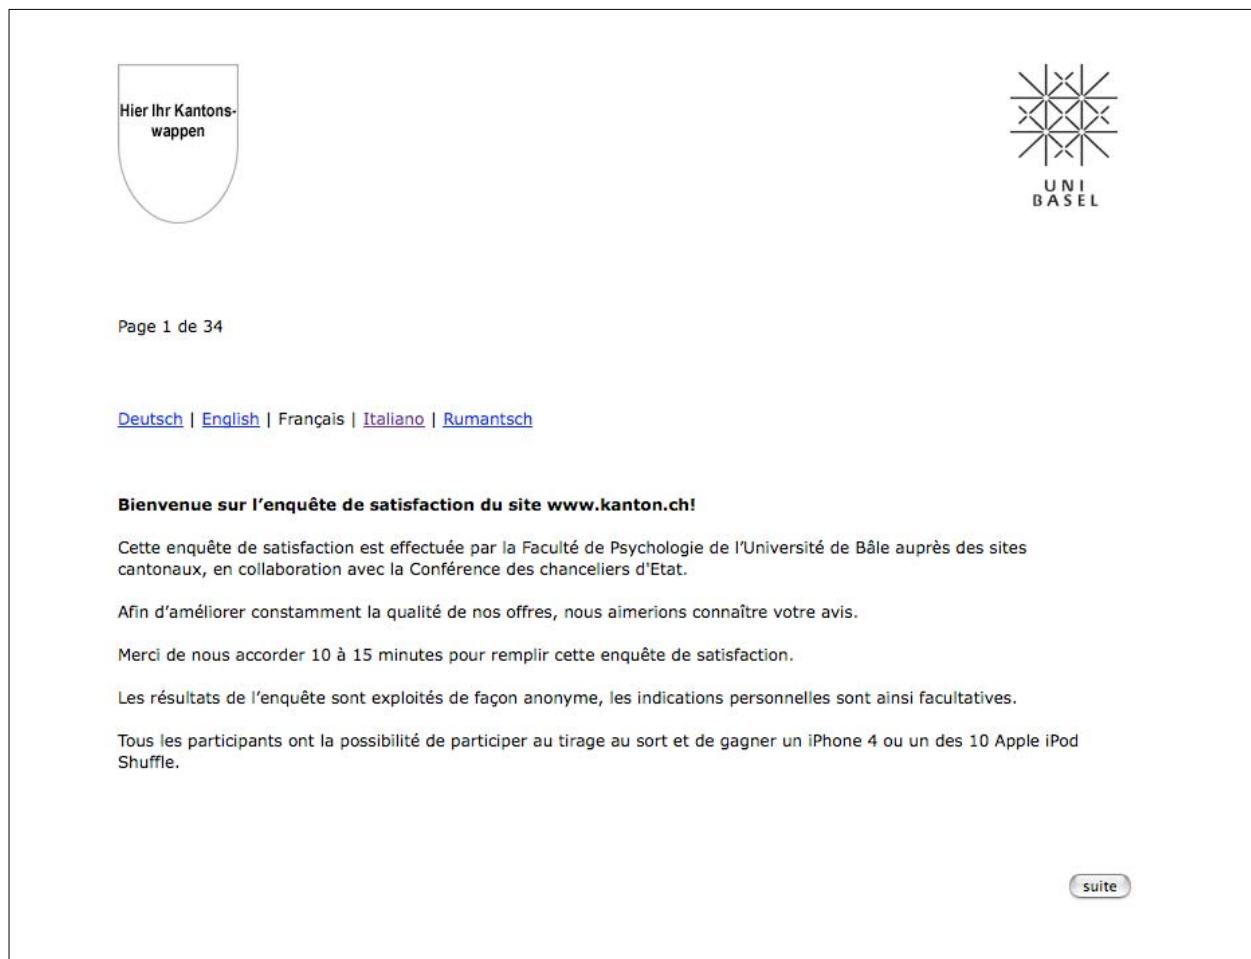 Hier Ihr Kantons-
wappen
UNI
BASEL
Page 1 de 34
Deutsch | English | Français | Italiano | Rumantsch
Bienvenue sur l’enquête de satisfaction du site www.kanton.ch!
Cette enquête de satisfaction est effectuée par la Faculté de Psychologie de l’Université de Bâle auprès des sites
cantonaux, en collaboration avec la Conférence des chanceliers d'Etat.
Afin d’améliorer constamment la qualité de nos offres, nous aimerions connaître votre avis.
Merci de nous accorder 10 à 15 minutes pour remplir cette enquête de satisfaction.
Les résultats de l’enquête sont exploités de façon anonyme, les indications personnelles sont ainsi facultatives.
Tous les participants ont la possibilité de participer au tirage au sort et de gagner un iPhone 4 ou un des 10 Apple iPod
Shuffle.
suite